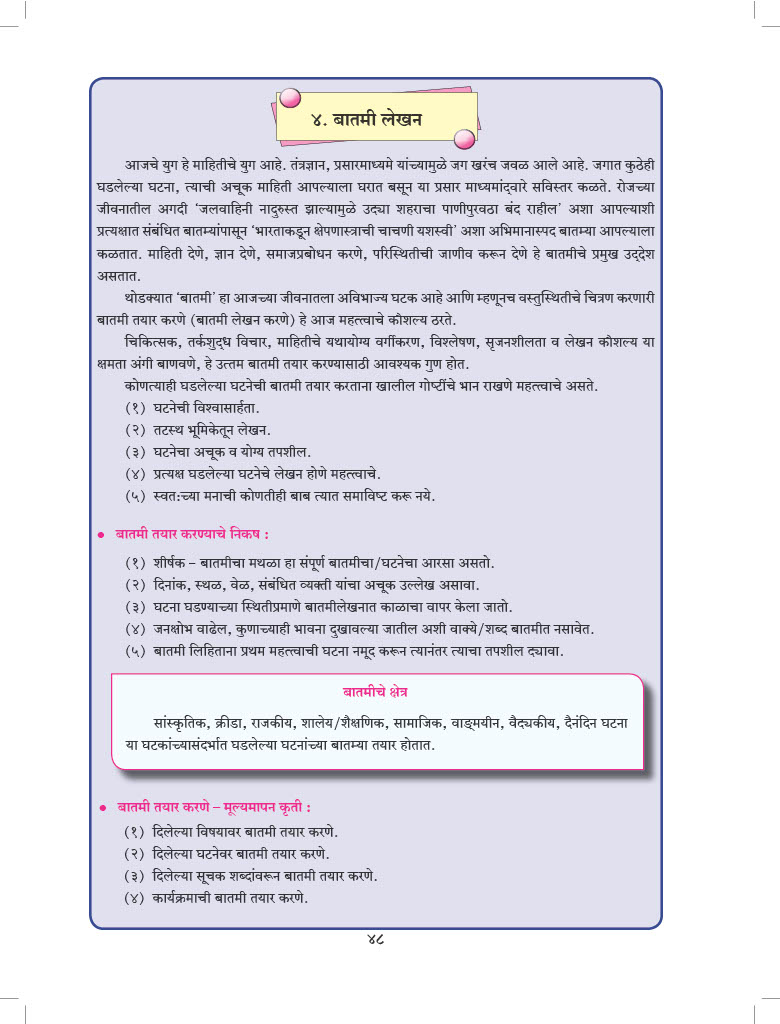 ४. बातमी लेखन
आजचे युग हे माहितीचे युग आहे. तंत्रज्ञान, प्रसारमाध्यमे यांच्यामुळे जग खरंच जवळ आले आहे. जगात कुठेही
घडलेल्या घटना, त्याची अचूक माहिती आपल्याला घरात बसून या प्रसार माध्यमांद्‌वारे सविस्तर कळते. रोजच्या
जीवनातील अगदी ‘जलवाहिनी नादुरुस्त झाल्यामुळे उद्या शहराचा पाणीपुरवठा बंद राहील’ अशा आपल्याशी
प्रत्यक्षात संबंधित बातम्यांपासून ‘भारताकडून क्षेपणास्त्राची चाचणी यशस्वी’ अशा अभिमानास्पद बातम्या आपल्याला
कळतात. माहिती देणे, ज्ञान देणे, समाजप्रबोधन करणे, परिस्थितीची जाणीव करून देणे हे बातमीचे प्रमुख उद्‌देश
असतात.
थोडक्यात ‘बातमी’ हा आजच्या जीवनातला अविभाज्य घटक आहे आणि म्हणूनच वस्तुस्थितीचे चित्रण करणारी
बातमी तयार करणे (बातमी लेखन करणे) हे आज महत्त्वाचे कौशल्य ठरते.
चिकित्सक, तर्कशुद्‌ध विचार, माहितीचे यथायोग्य वर्गीकरण, विश्लेषण, सृजनशीलता व लेखन कौशल्य या
क्षमता अंगी बाणवणे, हे उत्तम बातमी तयार करण्यासाठी आवश्यक गुण होत.
कोणत्याही घडलेल्या घटनेची बातमी तयार करताना खालील गोष्टींचे भान राखणे महत्त्वाचे असते.
(१) घटनेची विश्वासार्हता.
(२) तटस्थ भूमिकेतून लेखन.
(३) घटनेचा अचूक व योग्य तपशील.
(४) प्रत्यक्ष घडलेल्या घटनेचे लेखन होणे महत्त्वाचे.
(५) स्वत:च्या मनाची कोणतीही बाब त्यात समाविष्ट करू नये.
• बातमी तयार करण्याचे निकष :
(१) शीर्षक – बातमीचा मथळा हा संपूर्ण बातमीचा/घटनेचा आरसा असतो.
(२) दिनांक, स्थळ, वेळ, संबंधित व्यक्ती यांचा अचूक उल्लेख असावा.
(३) घटना घडण्याच्या स्थितीप्रमाणे बातमीलेखनात काळाचा वापर केला जातो.
(४) जनक्षोभ वाढेल, कुणाच्याही भावना दुखावल्या जातील अशी वाक्ये/शब्द बातमीत नसावेत.
(५) बातमी लिहिताना प्रथम महत्त्वाची घटना नमूद करून त्यानंतर त्याचा तपशील द्यावा.
बातमीचे क्षेत्र
सांस्कृतिक, क्रीडा, राजकीय, शालेय/शैक्षणिक, सामाजिक, वाङ्‌मयीन, वैद्यकीय, दैनंदिन घटना
या घटकांच्यासंदर्भात घडलेल्या घटनांच्या बातम्या तयार होतात.
• बातमी तयार करणे – मूल्यमापन कृती :
(१) दिलेल्या विषयावर बातमी तयार करणे.
(२) दिलेल्या घटनेवर बातमी तयार करणे.
(३) दिलेल्या सूचक शब्दांवरून बातमी तयार करणे.
(४) कार्यक्रमाची बातमी तयार करणे.
४८